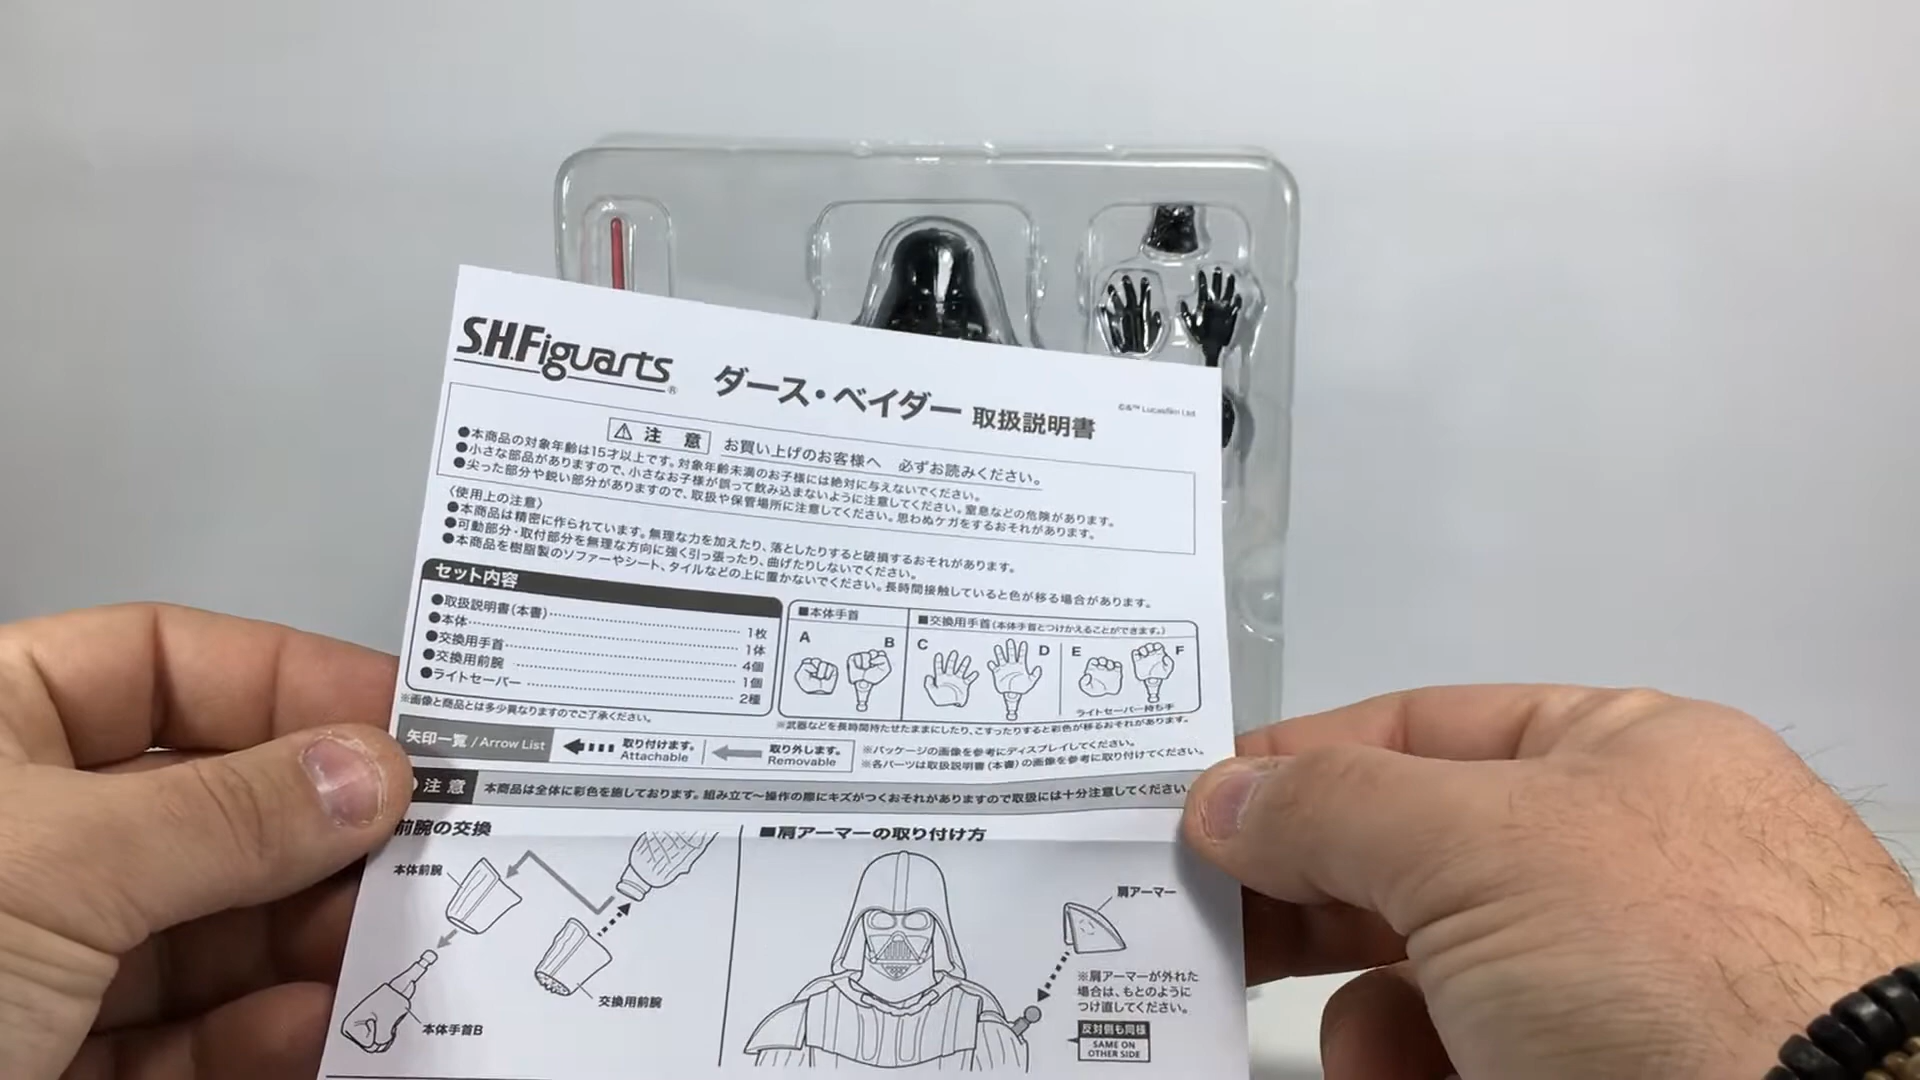 S.H.Figuarts®
ダース・ベイダー 取扱説明書
©&™ Lucasfilm Ltd.
⚠ 注 意 お買い上げのお客様へ 必ずお読みください。
●本商品の対象年齢は15才以上です。対象年齢未満のお子様には絶対に与えないでください。
●小さな部品がありますので、小さなお子様が誤って飲み込まないように注意してください。窒息などの危険があります。
●尖った部分や鋭い部分がありますので、取扱や保管場所に注意してください。思わぬケガをするおそれがあります。
〈使用上の注意〉
●本商品は精密に作られています。無理な力を加えたり、落としたりすると破損するおそれがあります。
●可動部分・取付部分を無理な方向に強く引っ張ったり、曲げたりしないでください。
●本商品を樹脂製のソファーやシート、タイルなどの上に置かないでください。長時間接触していると色が移る場合があります。
セット内容
●取扱説明書(本書) 1枚
●本体 1体
●交換用手首 4個
●交換用前腕 1個
●ライトセーバー 2種
※画像と商品とは多少異なりますのでご了承ください。
■本体手首
A B
■交換用手首(本体手首とつけかえることができます。)
C D E F
ライトセーバー持ち手
※武器などを長時間持たせたままにしたり、こすったりすると彩色が移るおそれがあります。
矢印一覧 / Arrow List
取り付けます。
Attachable
取り外します。
Removable
※パッケージの画像を参考にディスプレイしてください。
※各パーツは取扱説明書(本書)の画像を参考に取り付けてください。
注 意 本商品は全体に彩色を施しております。組み立て〜操作の際にキズがつくおそれがありますので取扱には十分注意してください。
前腕の交換
本体前腕
交換用前腕
本体手首B
■肩アーマーの取り付け方
肩アーマー
※肩アーマーが外れた
場合は、もとのように
つけ直してください。
反対側も同様
SAME ON
OTHER SIDE